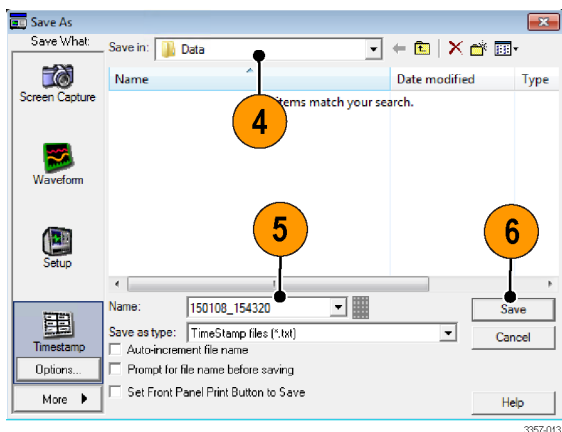 Save As
Save What:
Save in: Data
Name Date modified Type
items match your search.
Screen Capture
4
Waveform
5
6
Setup
Name: 150108_154320 Save
Save as type: TimeStamp files (*.txt) Cancel
Timestamp
Auto-increment file name
Options...
Prompt for file name before saving
More
Set Front Panel Print Button to Save
Help
3357-013